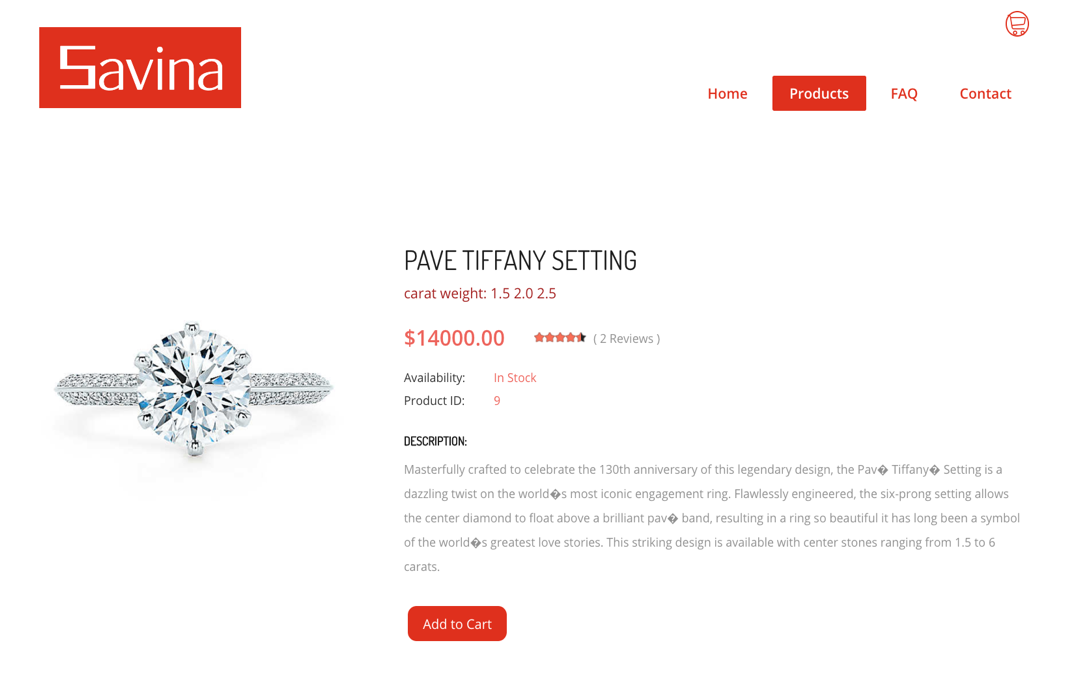 Savina
Home
Products
FAQ
Contact
PAVE TIFFANY SETTING
carat weight: 1.5 2.0 2.5
$14000.00
( 2 Reviews )
Availability: In Stock
Product ID: 9
DESCRIPTION:
Masterfully crafted to celebrate the 130th anniversary of this legendary design, the Pav� Tiffany� Setting is a
dazzling twist on the world�s most iconic engagement ring. Flawlessly engineered, the six-prong setting allows
the center diamond to float above a brilliant pav� band, resulting in a ring so beautiful it has long been a symbol
of the world�s greatest love stories. This striking design is available with center stones ranging from 1.5 to 6
carats.
Add to Cart